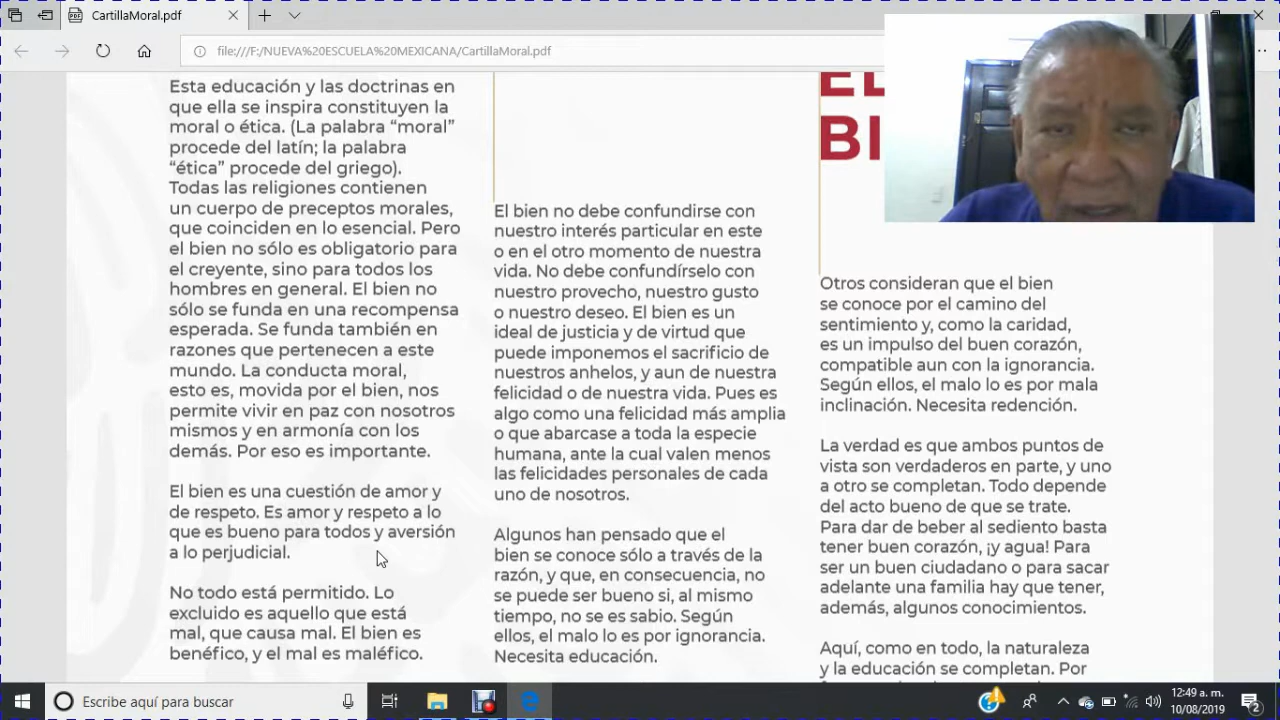 CartillaMoral.pdf
file:///F:/NUEVA%20ESCUELA%20MEXICANA/CartillaMoral.pdf
Esta educación y las doctrinas en
que ella se inspira constituyen la
moral o ética. (La palabra “moral”
procede del latín; la palabra
“ética” procede del griego).
Todas las religiones contienen
un cuerpo de preceptos morales,
que coinciden en lo esencial. Pero
el bien no sólo es obligatorio para
el creyente, sino para todos los
hombres en general. El bien no
sólo se funda en una recompensa
esperada. Se funda también en
razones que pertenecen a este
mundo. La conducta moral,
esto es, movida por el bien, nos
permite vivir en paz con nosotros
mismos y en armonía con los
demás. Por eso es importante.
El bien es una cuestión de amor y
de respeto. Es amor y respeto a lo
que es bueno para todos y aversión
a lo perjudicial.
No todo está permitido. Lo
excluido es aquello que está
mal, que causa mal. El bien es
benéfico, y el mal es maléfico.
El bien no debe confundirse con
nuestro interés particular en este
o en el otro momento de nuestra
vida. No debe confundírselo con
nuestro provecho, nuestro gusto
o nuestro deseo. El bien es un
ideal de justicia y de virtud que
puede imponemos el sacrificio de
nuestros anhelos, y aun de nuestra
felicidad o de nuestra vida. Pues es
algo como una felicidad más amplia
o que abarcase a toda la especie
humana, ante la cual valen menos
las felicidades personales de cada
uno de nosotros.
Algunos han pensado que el
bien se conoce sólo a través de la
razón, y que, en consecuencia, no
se puede ser bueno si, al mismo
tiempo, no se es sabio. Según
ellos, el malo lo es por ignorancia.
Necesita educación.
EL
BI
Otros consideran que el bien
se conoce por el camino del
sentimiento y, como la caridad,
es un impulso del buen corazón,
compatible aun con la ignorancia.
Según ellos, el malo lo es por mala
inclinación. Necesita redención.
La verdad es que ambos puntos de
vista son verdaderos en parte, y uno
a otro se completan. Todo depende
del acto bueno de que se trate.
Para dar de beber al sediento basta
tener buen corazón, ¡y agua! Para
ser un buen ciudadano o para sacar
adelante una familia hay que tener,
además, algunos conocimientos.
Aquí, como en todo, la naturaleza
y la educación se completan. Por
Escribe aquí para buscar
12:49 a. m.
10/08/2019
2